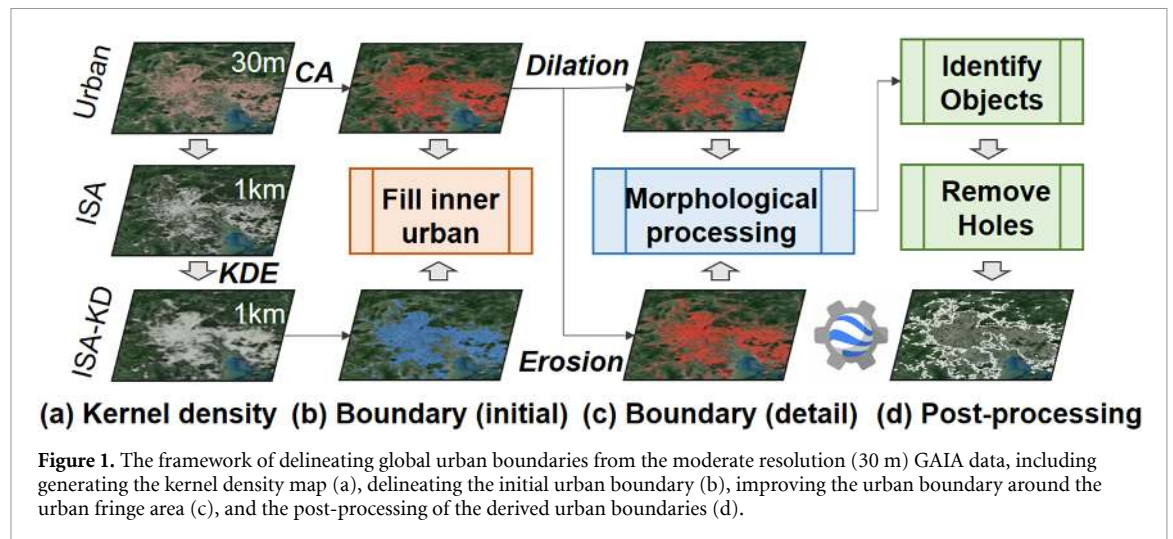 Urban
30m
CA
Dilation
Identify
Objects
ISA
1km
Fill inner
urban
Morphological
processing
Remove
Holes
KDE
ISA-KD
1km
Erosion
(a) Kernel density (b) Boundary (initial) (c) Boundary (detail) (d) Post-processing
Figure 1. The framework of delineating global urban boundaries from the moderate resolution (30 m) GAIA data, including
generating the kernel density map (a), delineating the initial urban boundary (b), improving the urban boundary around the
urban fringe area (c), and the post-processing of the derived urban boundaries (d).